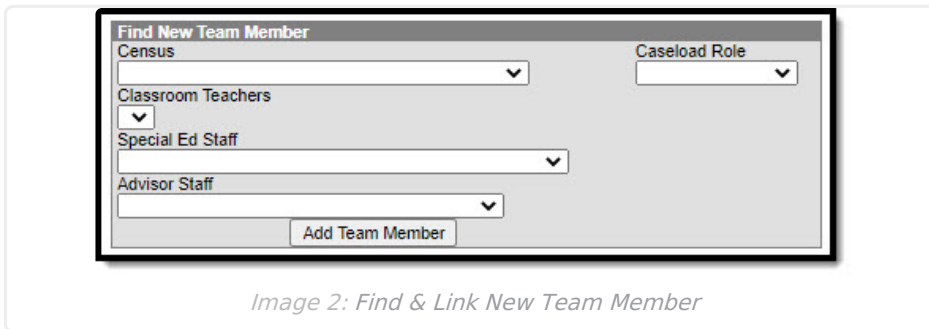 Find New Team Member
Census Caseload Role
Classroom Teachers
Special Ed Staff
Advisor Staff
Add Team Member
Image 2: Find & Link New Team Member